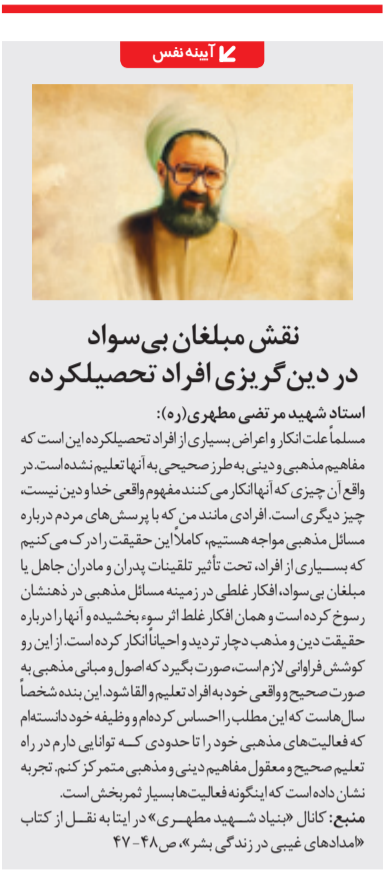 آیینه نفس
نقش مبلغان بی‌سواد
در دین‌گریزی افراد تحصیلکرده
استاد شهید مرتضی مطهری(ره):
مسلماً علت انکار و اعراض بسیاری از افراد تحصیلکرده این است که
مفاهیم مذهبی و دینی به طرز صحیحی به آنها تعلیم نشده است. در
واقع آن چیزی که آنها انکار می‌کنند مفهوم واقعی خدا و دین نیست،
چیز دیگری است. افرادی مانند من که با پرسش‌های مردم درباره
مسائل مذهبی مواجه هستیم، کاملاً این حقیقت را درک می‌کنیم
که بســیاری از افراد، تحت تأثیر تلقینات پدران و مادران جاهل یا
مبلغان بی‌سواد، افکار غلطی در زمینه مسائل مذهبی در ذهنشان
رسوخ کرده است و همان افکار غلط اثر سوء بخشیده و آنها را درباره
حقیقت دین و مذهب دچار تردید و احیاناً انکار کرده است. از این رو
کوشش فراوانی لازم است، صورت بگیرد که اصول و مبانی مذهبی به
صورت صحیح و واقعی خود به افراد تعلیم و القا شود. این بنده شخصاً
سال‌هاست که این مطلب را احساس کرده‌ام و وظیفه خود دانسته‌ام
که فعالیت‌های مذهبی خود را تا حدودی کــه توانایی دارم در راه
تعلیم صحیح و معقول مفاهیم دینی و مذهبی متمرکز کنم. تجربه
نشان داده است که اینگونه فعالیت‌ها بسیار ثمربخش است.
منبع: کانال «بنیاد شــهید مطهــری» در ایتا به نقــل از کتاب
«امدادهای غیبی در زندگی بشر»، ص۴۸-۴۷